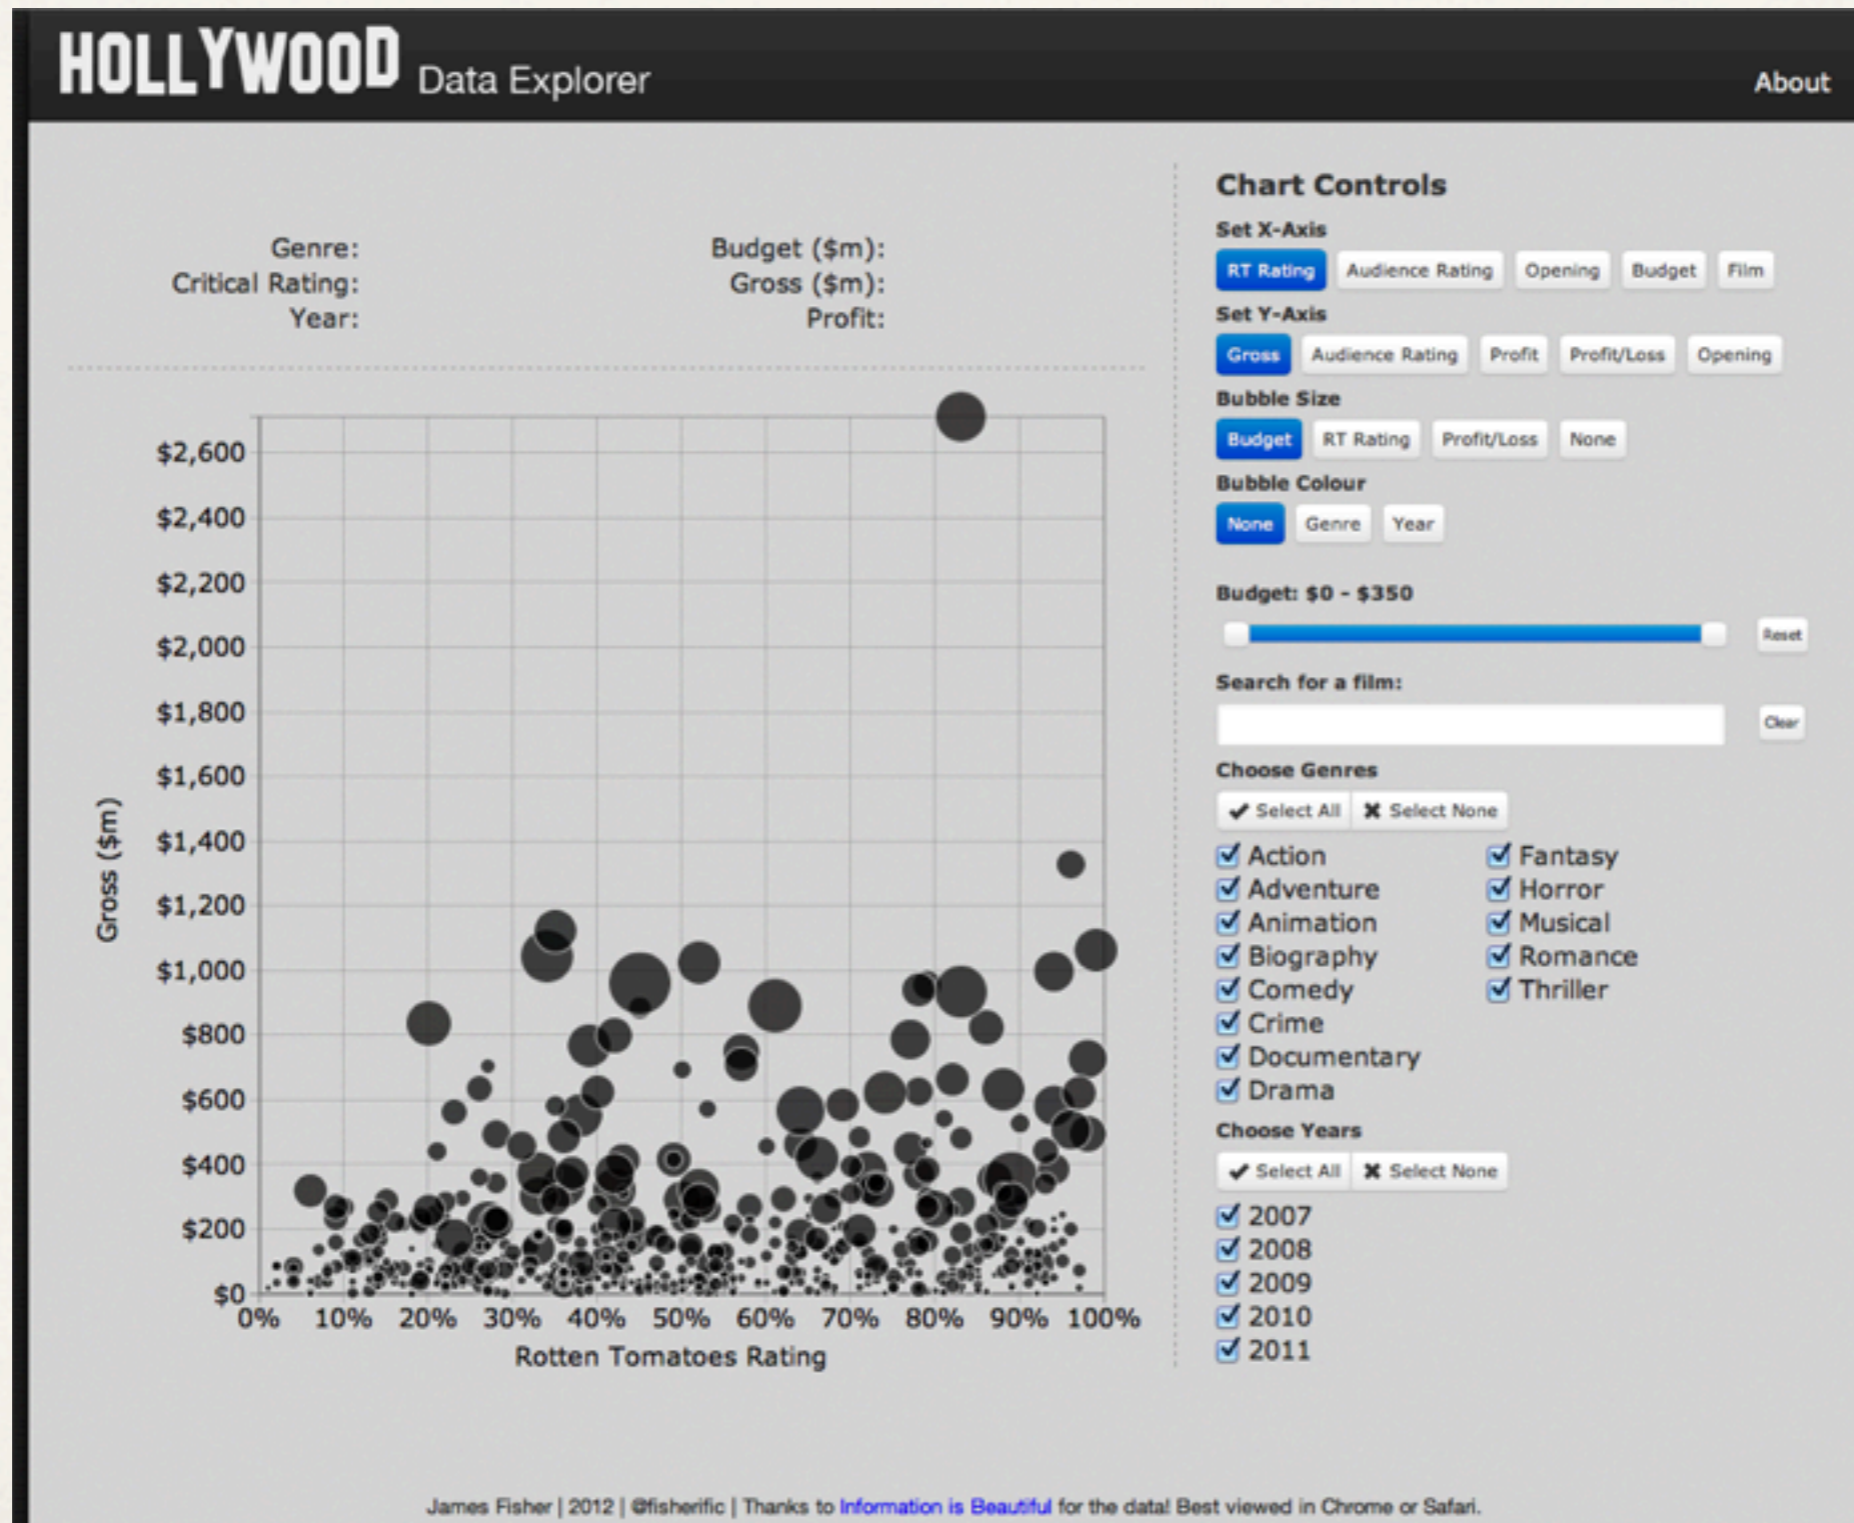 HOLLYWOOD Data Explorer
About
Genre:
Critical Rating:
Year:
Budget ($m):
Gross ($m):
Profit:
$2,600
$2,400
$2,200
$2,000
$1,800
$1,600
$1,400
$1,200
$1,000
$800
$600
$400
$200
$0
Gross ($m)
0% 10% 20% 30% 40% 50% 60% 70% 80% 90% 100%
Rotten Tomatoes Rating
Chart Controls
Set X-Axis
RT Rating Audience Rating Opening Budget Film
Set Y-Axis
Gross Audience Rating Profit Profit/Loss Opening
Bubble Size
Budget RT Rating Profit/Loss None
Bubble Colour
None Genre Year
Budget: $0 - $350
Reset
Search for a film:
Clear
Choose Genres
Select All Select None
Action Fantasy
Adventure Horror
Animation Musical
Biography Romance
Comedy Thriller
Crime
Documentary
Drama
Choose Years
Select All Select None
2007
2008
2009
2010
2011
James Fisher | 2012 | @fisherific | Thanks to Information is Beautiful for the data! Best viewed in Chrome or Safari.